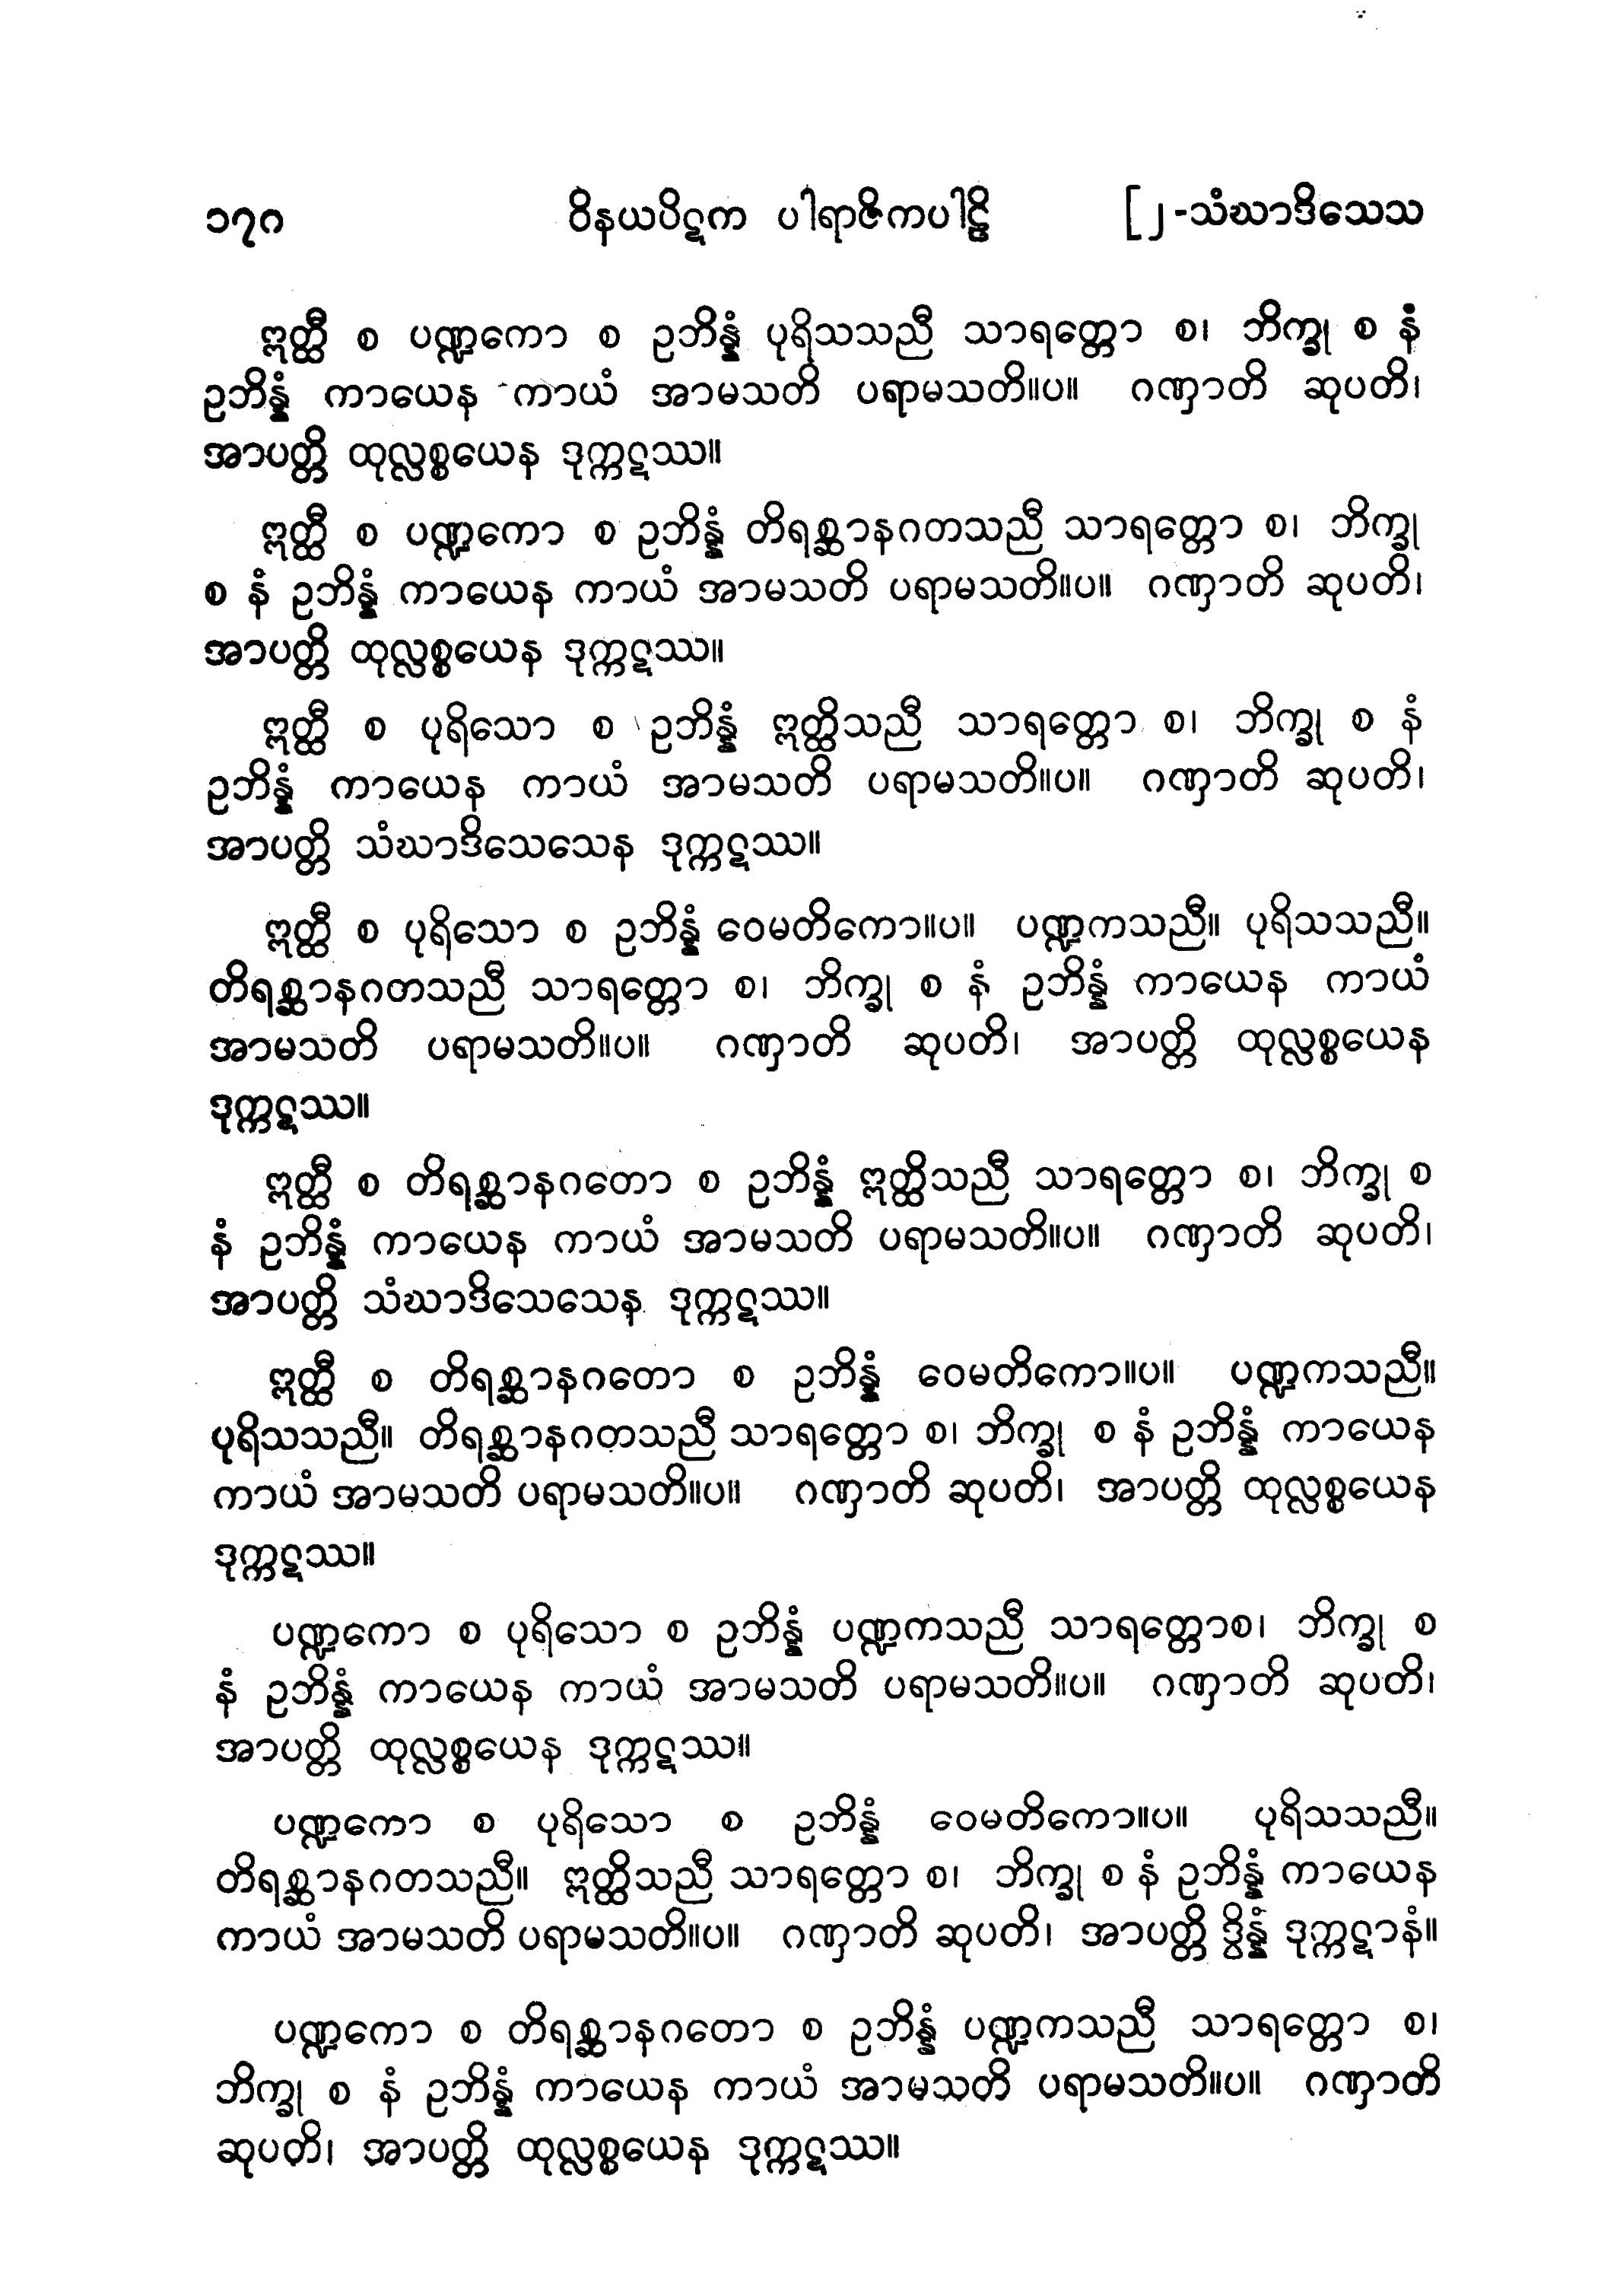 ၁၇၈ ဝိနယပိဋက ပါရာဇိကပါဠိ [၂-သံဃာဒိသေသ
ဣတ္ထီ စ ပဏ္ဍကော စ ဥဘိန္နံ ပုရိသသညီ သာရတ္တော စ၊ ဘိက္ခု စ နံ
ဥဘိန္နံ ကာယေန ကာယံ အာမသတိ ပရာမသတိ။ပ။ ဂဏှာတိ ဆုပတိ၊
အာပတ္တိ ထုလ္လစ္စယေန ဒုက္ကဋဿ။
ဣတ္ထီ စ ပဏ္ဍကော စ ဥဘိန္နံ တိရစ္ဆာနဂတသညီ သာရတ္တော စ၊ ဘိက္ခု
စ နံ ဥဘိန္နံ ကာယေန ကာယံ အာမသတိ ပရာမသတိ။ပ။ ဂဏှာတိ ဆုပတိ၊
အာပတ္တိ ထုလ္လစ္စယေန ဒုက္ကဋဿ။
ဣတ္ထီ စ ပုရိသော စ ဥဘိန္နံ ဣတ္ထိသညီ သာရတ္တော စ၊ ဘိက္ခု စ နံ
ဥဘိန္နံ ကာယေန ကာယံ အာမသတိ ပရာမသတိ။ပ။ ဂဏှာတိ ဆုပတိ၊
အာပတ္တိ သံဃာဒိသေသေန ဒုက္ကဋဿ။
ဣတ္ထီ စ ပုရိသော စ ဥဘိန္နံ ဝေမတိကော။ပ။ ပဏ္ဍကသညီ။ ပုရိသသညီ။
တိရစ္ဆာနဂတသညီ သာရတ္တော စ၊ ဘိက္ခု စ နံ ဥဘိန္နံ ကာယေန ကာယံ
အာမသတိ ပရာမသတိ။ပ။ ဂဏှာတိ ဆုပတိ၊ အာပတ္တိ ထုလ္လစ္စယေန
ဒုက္ကဋဿ။
ဣတ္ထီ စ တိရစ္ဆာနဂတော စ ဥဘိန္နံ ဣတ္ထိသညီ သာရတ္တော စ၊ ဘိက္ခု စ
နံ ဥဘိန္နံ ကာယေန ကာယံ အာမသတိ ပရာမသတိ။ပ။ ဂဏှာတိ ဆုပတိ၊
အာပတ္တိ သံဃာဒိသေသေန ဒုက္ကဋဿ။
ဣတ္ထီ စ တိရစ္ဆာနဂတော စ ဥဘိန္နံ ဝေမတိကော။ပ။ ပဏ္ဍကသညီ။
ပုရိသသညီ။ တိရစ္ဆာနဂတသညီ သာရတ္တော စ၊ ဘိက္ခု စ နံ ဥဘိန္နံ ကာယေန
ကာယံ အာမသတိ ပရာမသတိ။ပ။ ဂဏှာတိ ဆုပတိ၊ အာပတ္တိ ထုလ္လစ္စယေန
ဒုက္ကဋဿ။
ပဏ္ဍကော စ ပုရိသော စ ဥဘိန္နံ ပဏ္ဍကသညီ သာရတ္တောစ၊ ဘိက္ခု စ
နံ ဥဘိန္နံ ကာယေန ကာယံ အာမသတိ ပရာမသတိ။ပ။ ဂဏှာတိ ဆုပတိ၊
အာပတ္တိ ထုလ္လစ္စယေန ဒုက္ကဋဿ။
ပဏ္ဍကော စ ပုရိသော စ ဥဘိန္နံ ဝေမတိကော။ပ။ ပုရိသသညီ။
တိရစ္ဆာနဂတသညီ။ ဣတ္ထိသညီ သာရတ္တော စ၊ ဘိက္ခု စ နံ ဥဘိန္နံ ကာယေန
ကာယံ အာမသတိ ပရာမသတိ။ပ။ ဂဏှာတိ ဆုပတိ၊ အာပတ္တိ ဒွိန္နံ ဒုက္ကဋာနံ။
ပဏ္ဍကော စ တိရစ္ဆာနဂတော စ ဥဘိန္နံ ပဏ္ဍကသညီ သာရတ္တော စ၊
ဘိက္ခု စ နံ ဥဘိန္နံ ကာယေန ကာယံ အာမသတိ ပရာမသတိ။ပ။ ဂဏှာတိ
ဆုပတိ၊ အာပတ္တိ ထုလ္လစ္စယေန ဒုက္ကဋဿ။